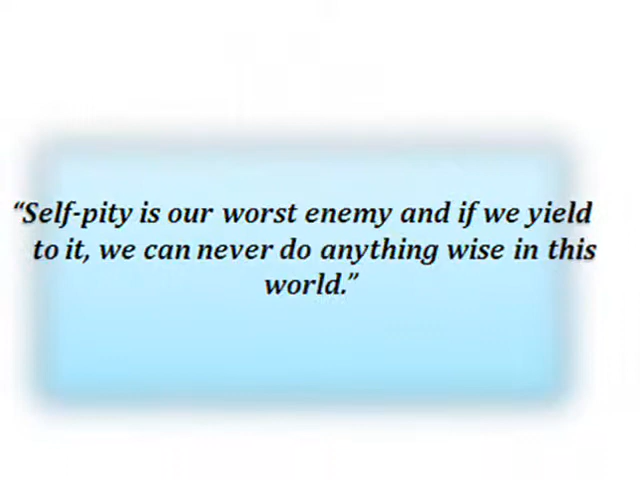 “Self-pity is our worst enemy and if we yield
to it, we can never do anything wise in this
world.”